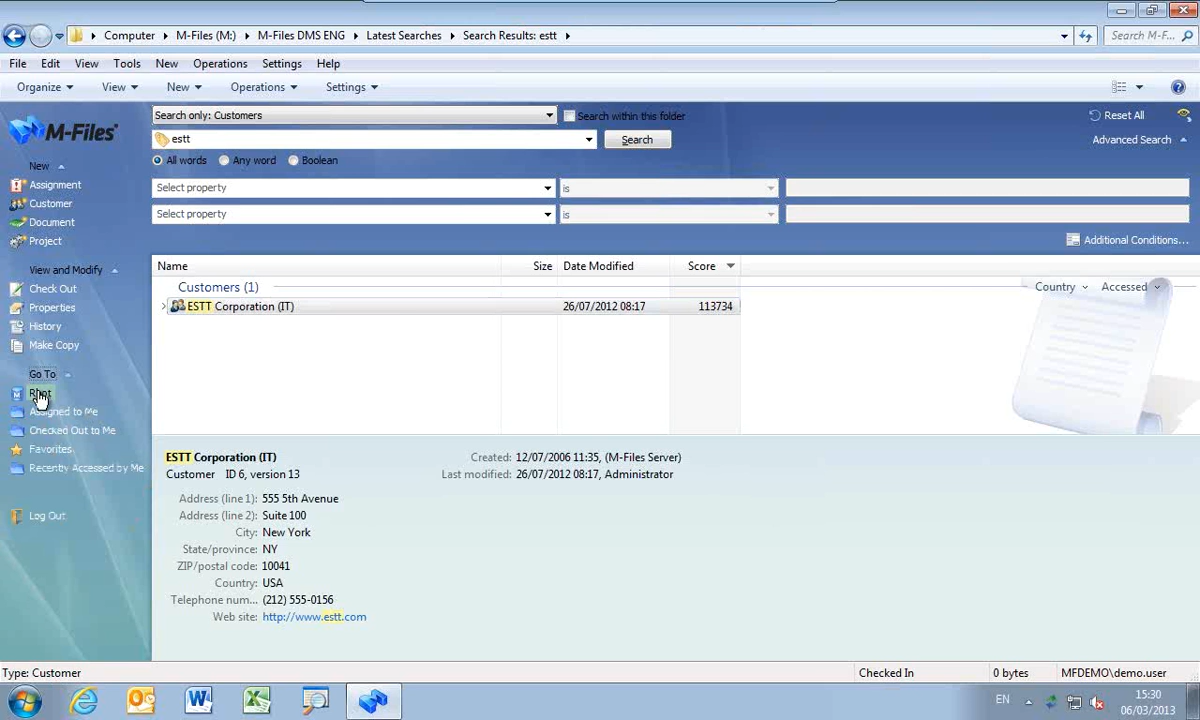 Computer
M-Files (M:)
M-Files DMS ENG
Latest Searches
Search Results: estt
Search M-F...
File Edit View Tools New Operations Settings Help
Organize View New Operations Settings
M-Files
New
Assignment
Customer
Document
Project
View and Modify
Check Out
Properties
History
Make Copy
Go To
Root
Assigned to Me
Checked Out to Me
Favorites
Recently Accessed by Me
Log Out
Search only: Customers
Search within this folder
Reset All
estt
Search
Advanced Search
All words Any word Boolean
Select property is
Select property is
Additional Conditions...
Name Size Date Modified Score
Customers (1)
Country Accessed
ESTT Corporation (IT) 26/07/2012 08:17 113734
ESTT Corporation (IT)
Created: 12/07/2006 11:35, (M-Files Server)
Customer ID 6, version 13
Last modified: 26/07/2012 08:17, Administrator
Address (line 1): 555 5th Avenue
Address (line 2): Suite 100
City: New York
State/province: NY
ZIP/postal code: 10041
Country: USA
Telephone num... (212) 555-0156
Web site: http://www.estt.com
Type: Customer
Checked In
0 bytes
MFDEMO\demo.user
EN
15:30
06/03/2013